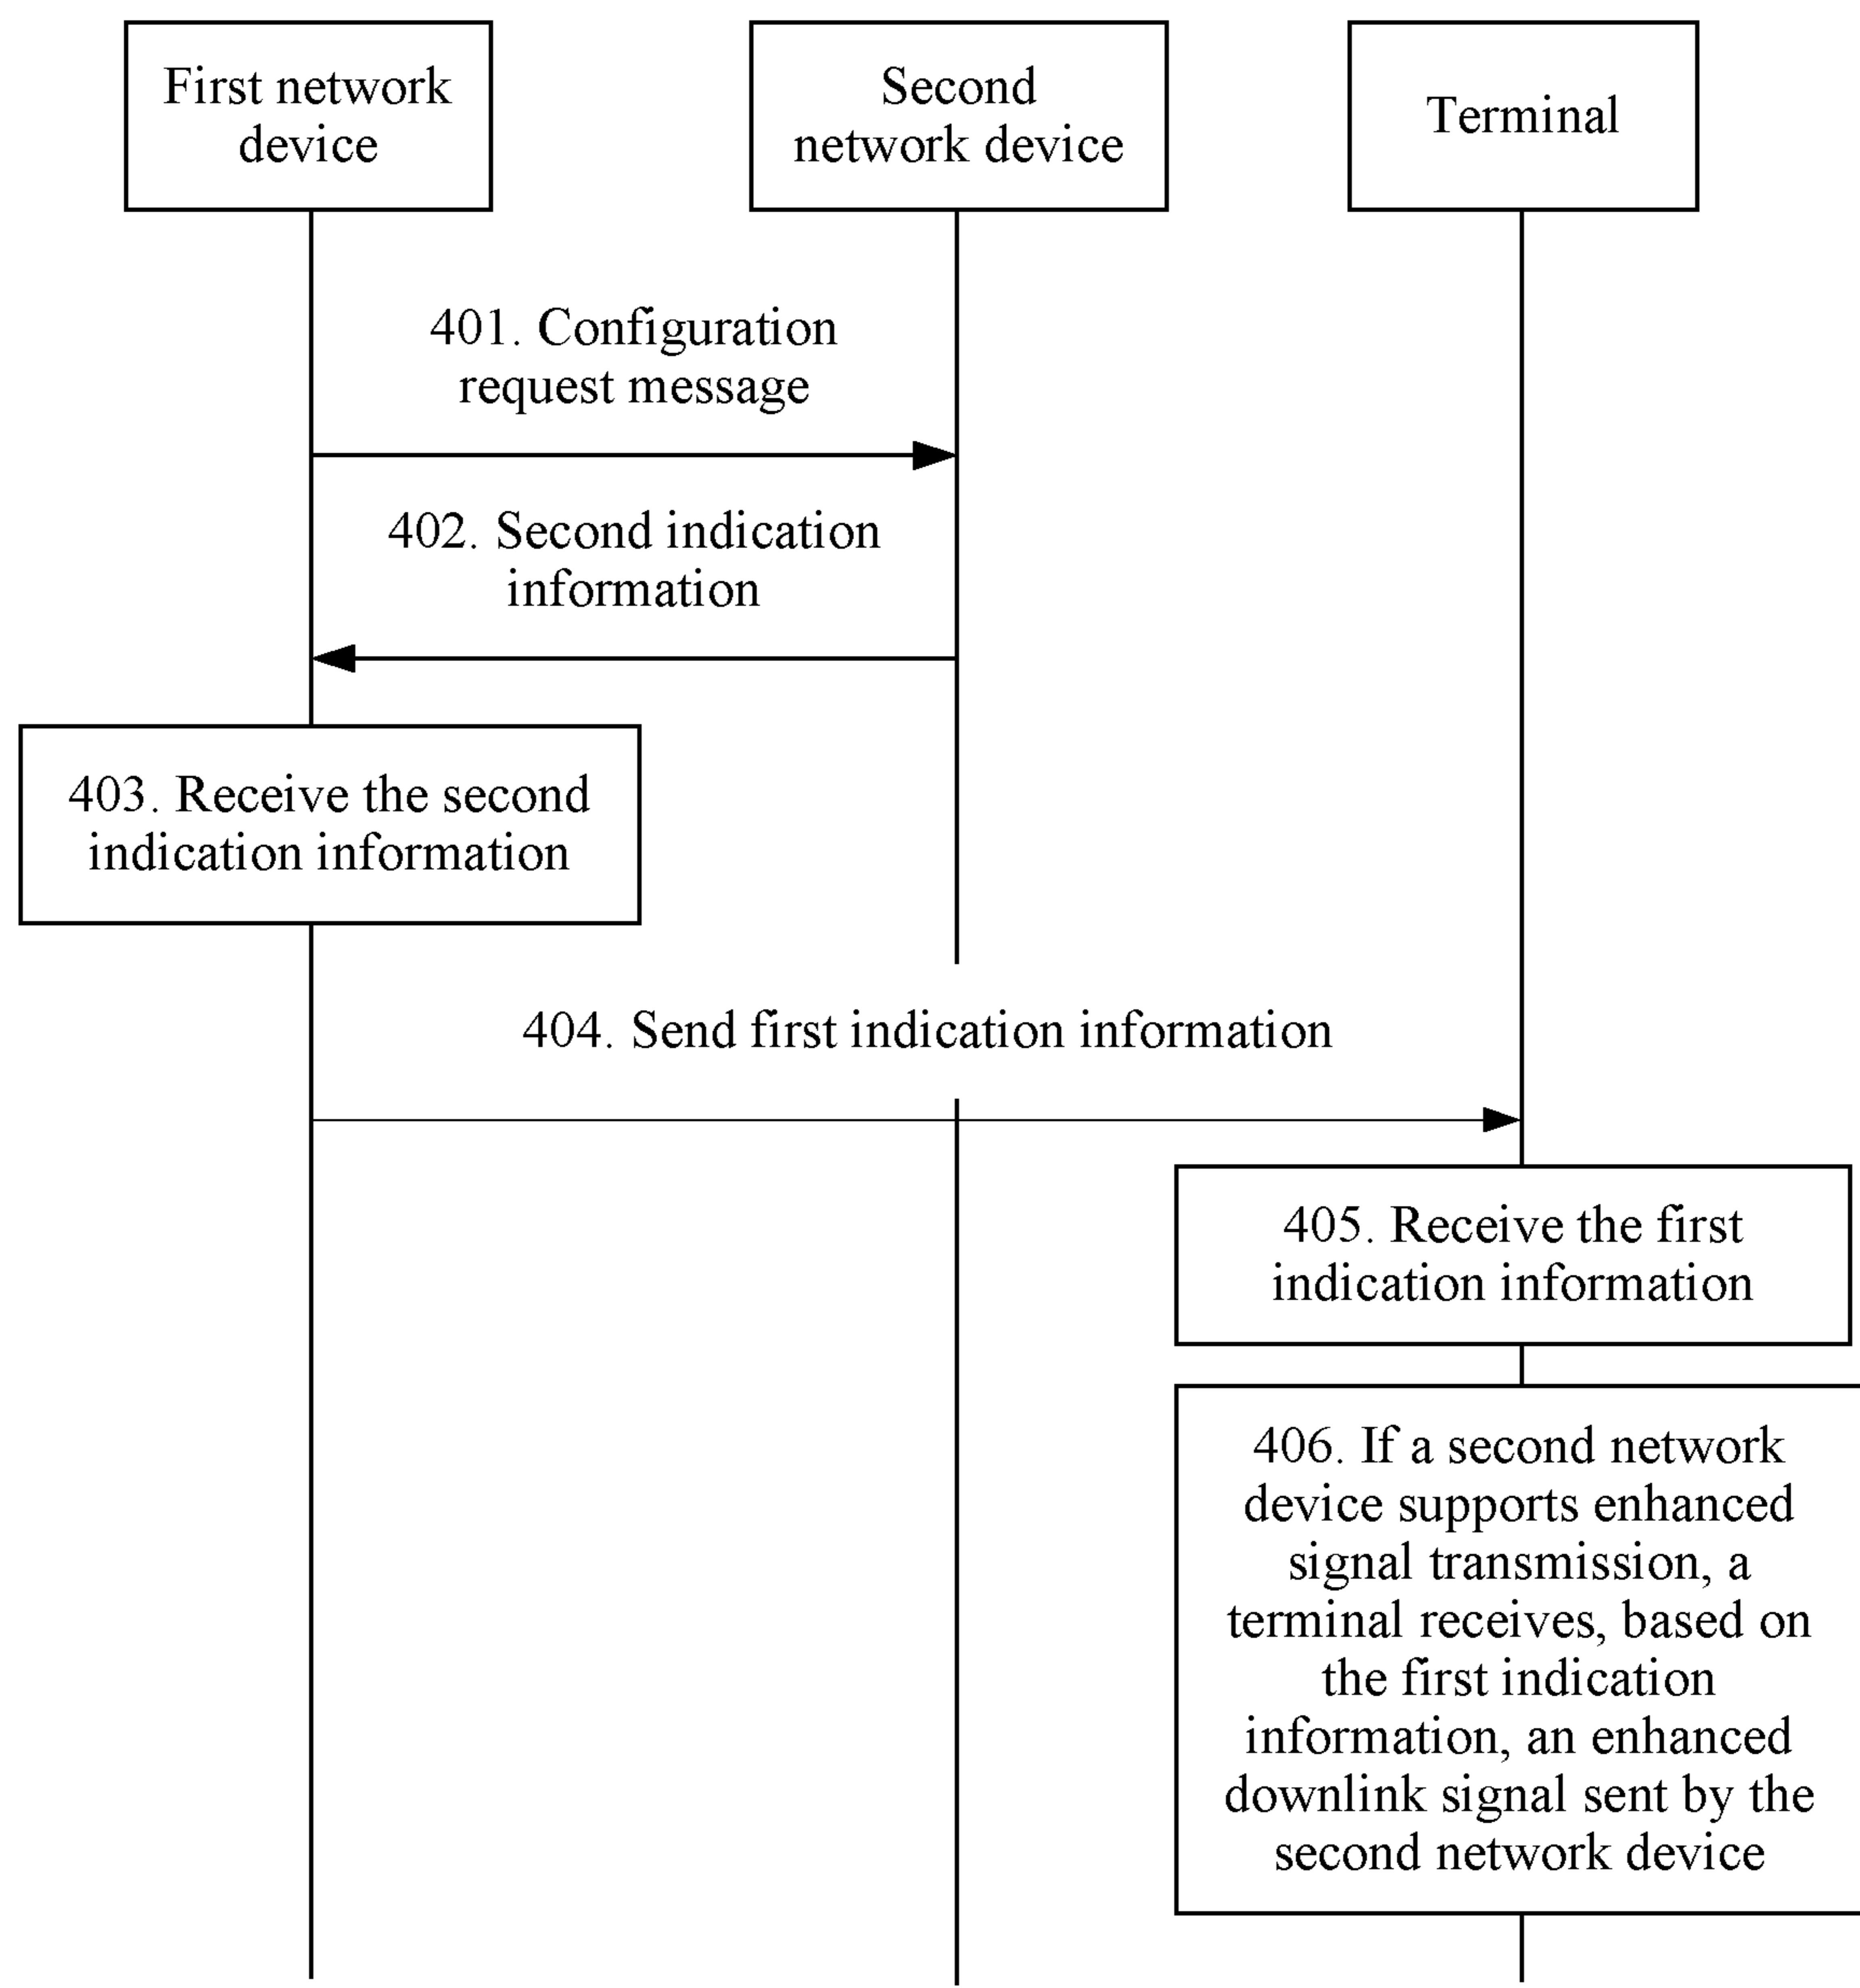 First network
device
Second
network device
Terminal
401. Configuration
request message
402. Second indication
information
403. Receive the second
indication information
404. Send first indication information
405. Receive the first
indication information
406. If a second network
device supports enhanced
signal transmission, a
terminal receives, based on
the first indication
information, an enhanced
downlink signal sent by the
second network device